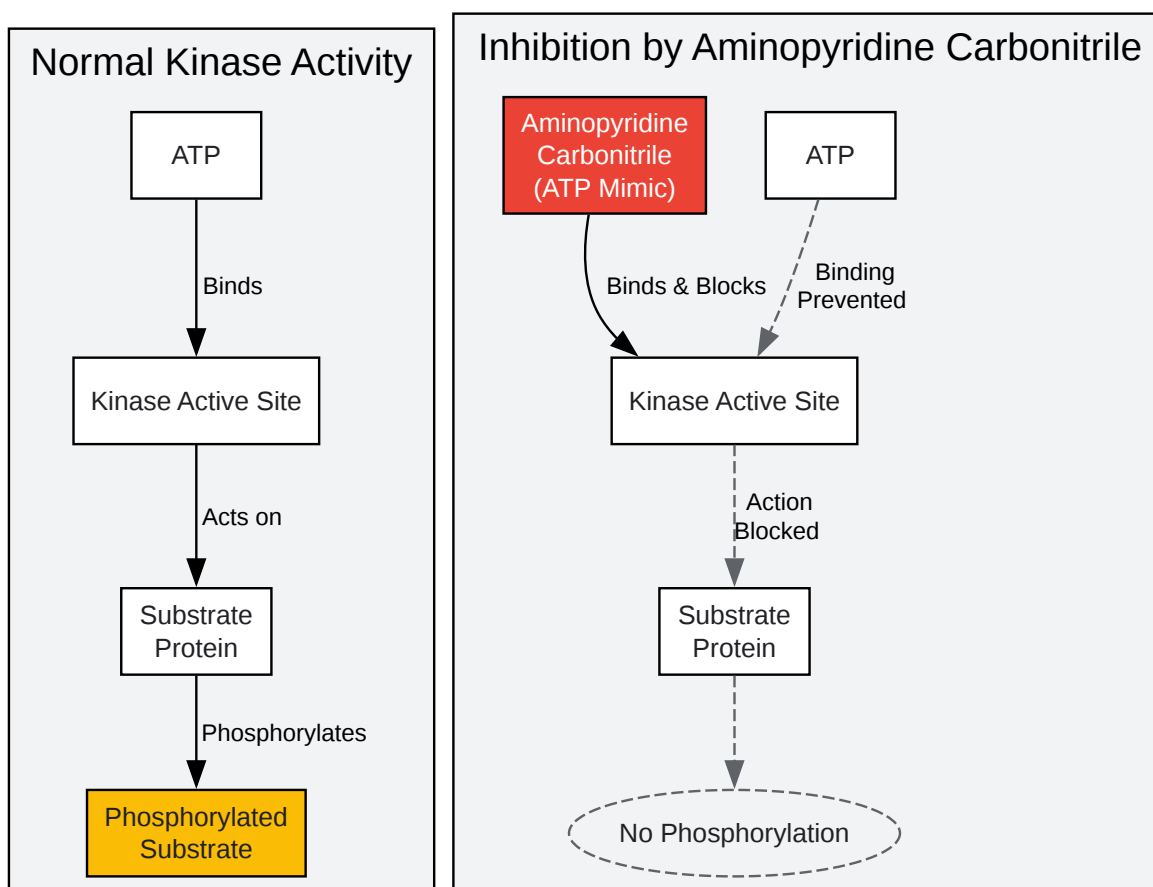 Normal Kinase Activity
ATP
Binds
Kinase Active Site
Acts on
Substrate
Protein
Phosphorylates
Phosphorylated
Substrate
Inhibition by Aminopyridine Carbonitrile
Aminopyridine
Carbonitrile
(ATP Mimic)
ATP
Binds & Blocks
Binding
Prevented
Kinase Active Site
Action
Blocked
Substrate
Protein
No Phosphorylation